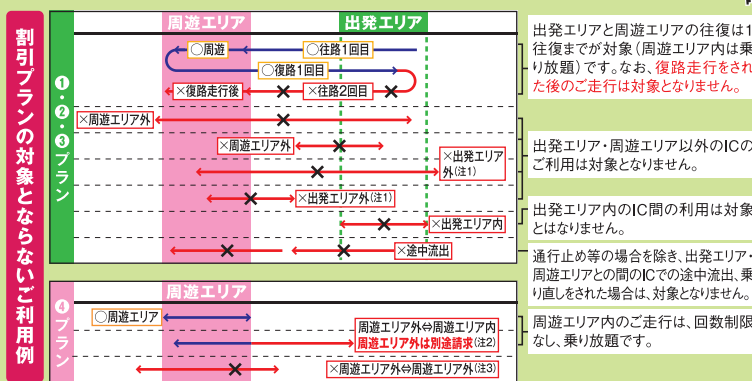 割引プランの対象とならないご利用例
周遊エリア
出発エリア
❶・❷・❸プラン
○周遊
○往路1回目
○復路1回目
×復路走行後
×往路2回目
×周遊エリア外
×周遊エリア外
×出発エリア
外(注1)
×出発エリア外(注1)
×出発エリア内
×途中流出
出発エリアと周遊エリアの往復は1
往復までが対象(周遊エリア内は乗
り放題)です。なお、復路走行をされ
た後のご走行は対象となりません。
出発エリア・周遊エリア以外のICの
ご利用は対象となりません。
出発エリア内のIC間の利用は対象
とはなりません。
通行止め等の場合を除き、出発エリア・
周遊エリアとの間のICでの途中流出、乗
り直しをされた場合は、対象となりません。
❹プラン
周遊エリア
○周遊エリア
周遊エリア外⇔周遊エリア内
周遊エリア外は別途請求(注2)
×周遊エリア外⇔周遊エリア外(注3)
周遊エリア内のご走行は、回数制限
なし、乗り放題です。